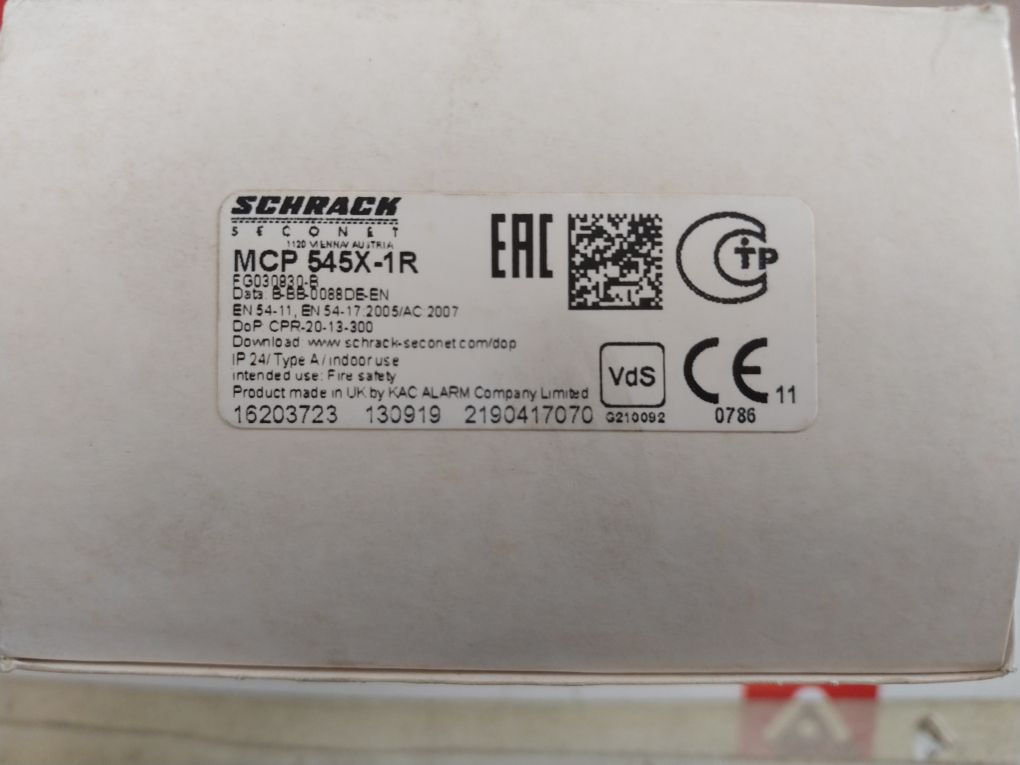 SCHRACK
SECONET
1120 VIENNA/ AUSTRIA
MCP 545X-1R
FG030830-B
Data: B-BB-0088DE-EN
EN 54-11, EN 54-17:2005/AC:2007
DoP: CPR-20-13-300
Download: www.schrack-seconet.com/dop
IP 24/ Type A / indoor use
intended use: Fire safety
Product made in UK by KAC ALARM Company Limited
16203723 130919 2190417070
EAC
CTP
VdS
G210092
CE 11
0786